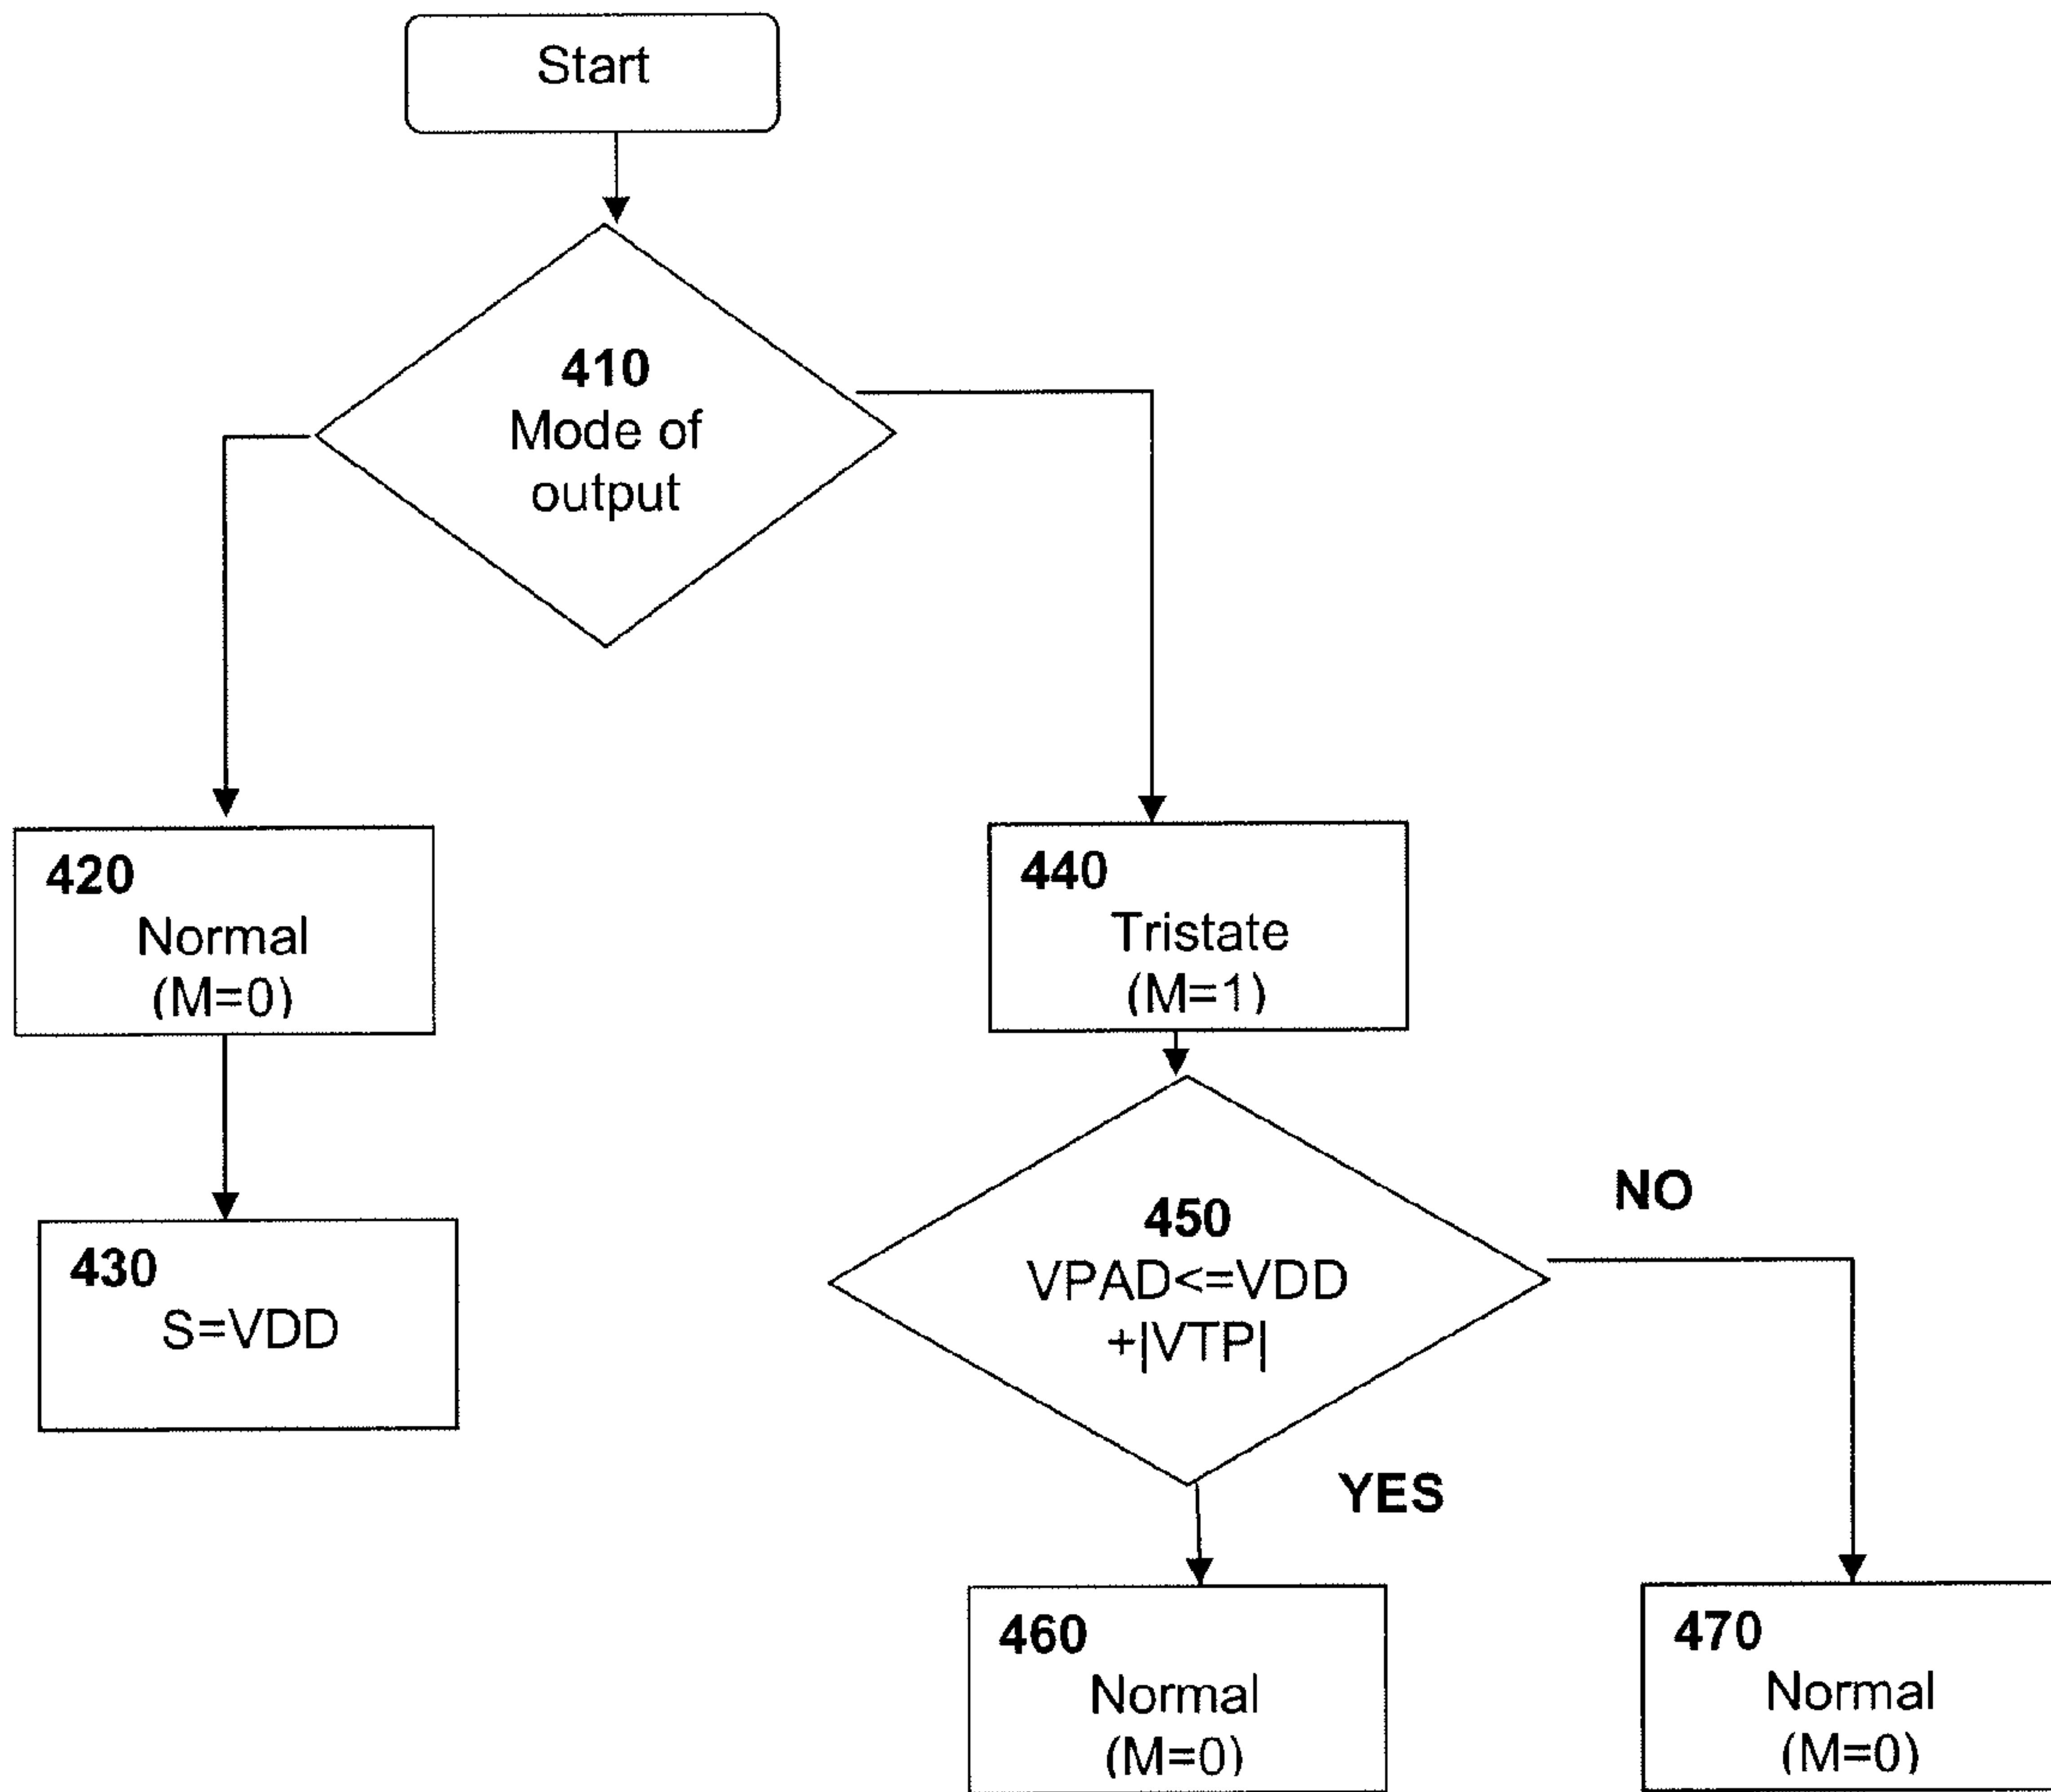 Start
410
Mode of
output
420
Normal
(M=0)
440
Tristate
(M=1)
430
S=VDD
450
VPAD<=VDD
+|VTP|
NO
YES
460
Normal
(M=0)
470
Normal
(M=0)